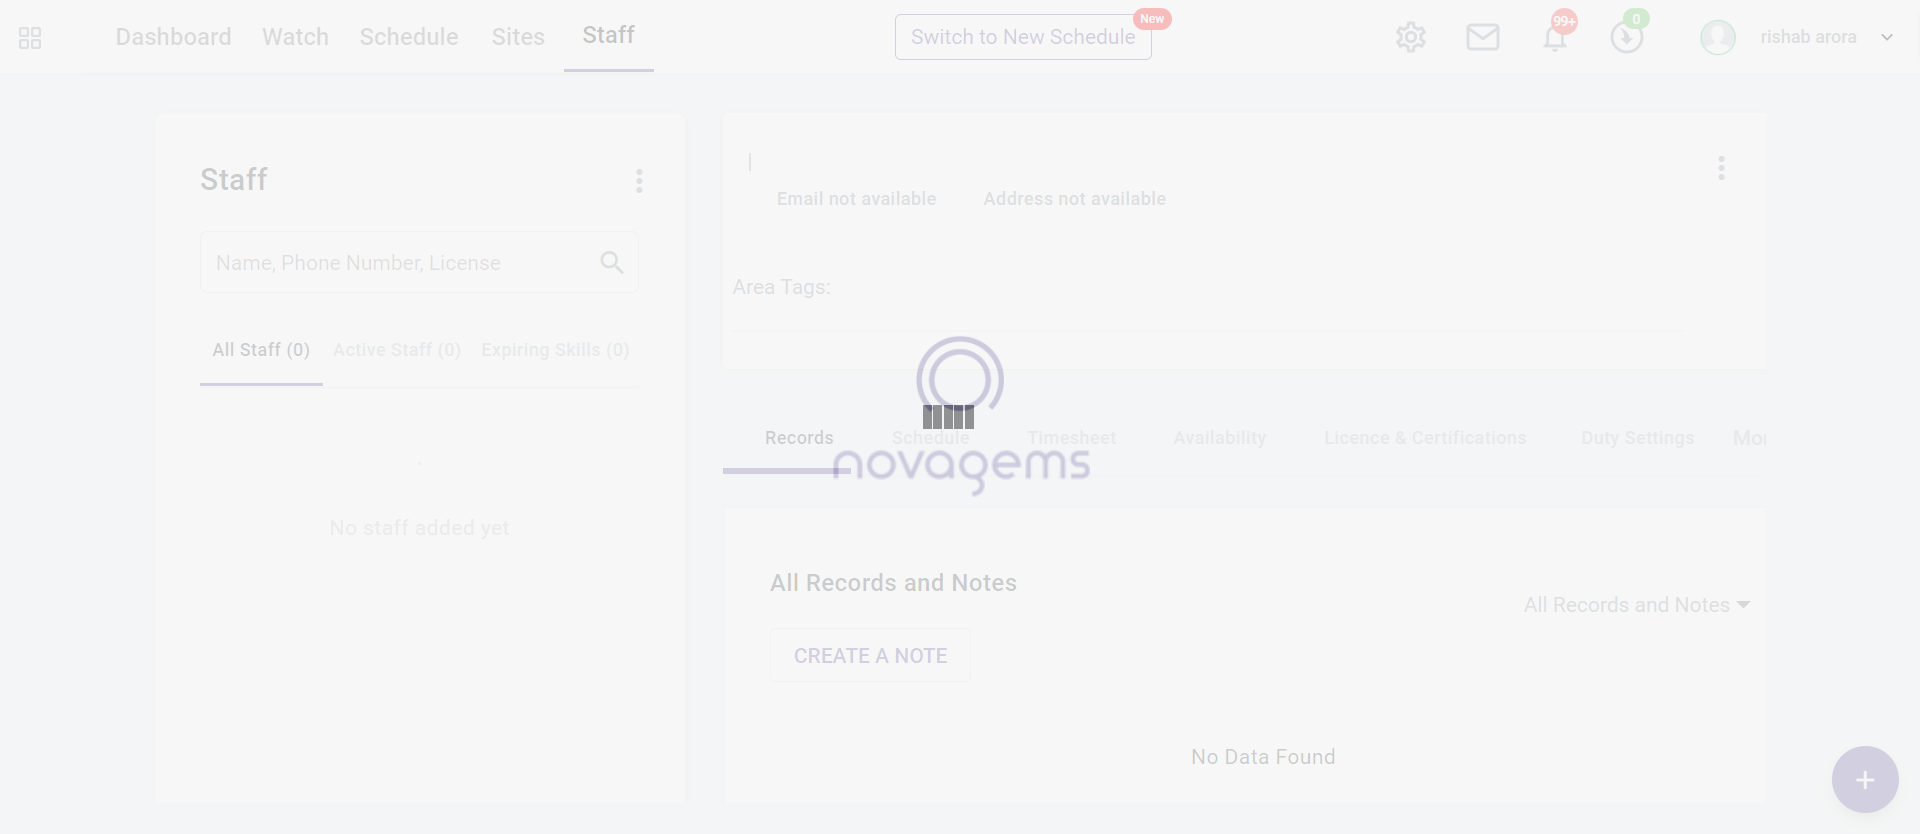 Dashboard Watch Schedule Sites Staff Switch to New Schedule New 99+ 0 rishab arora
Staff
Name, Phone Number, License
All Staff (0) Active Staff (0) Expiring Skills (0)
No staff added yet
Email not available Address not available
Area Tags:
Records Schedule Timesheet Availability Licence & Certifications Duty Settings
novagems
All Records and Notes
All Records and Notes
CREATE A NOTE
No Data Found